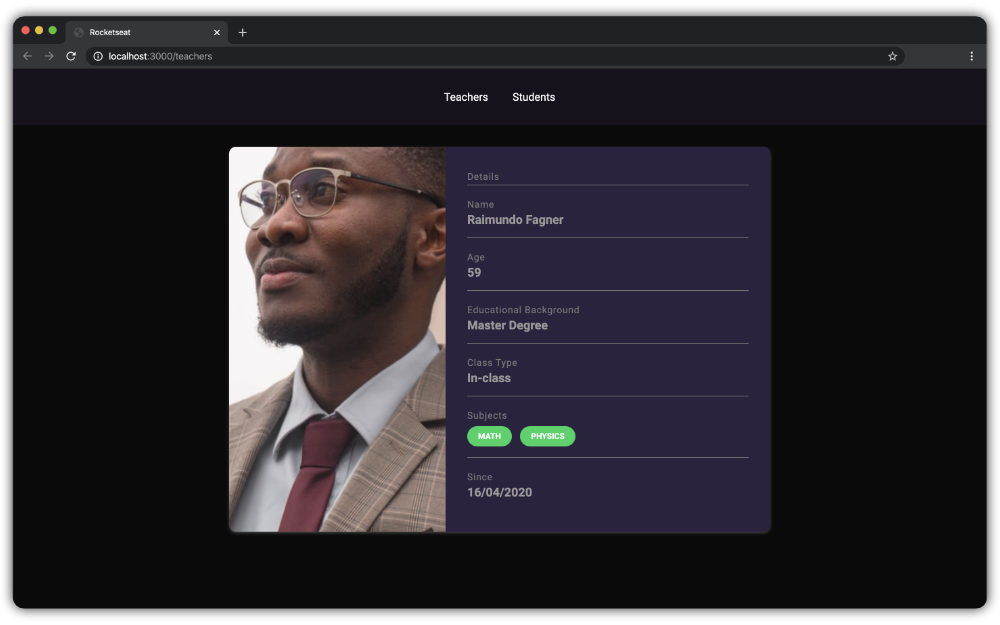 Rocketseat
localhost:3000/teachers
Teachers Students
Details
Name
Raimundo Fagner
Age
59
Educational Background
Master Degree
Class Type
In-class
Subjects
MATH PHYSICS
Since
16/04/2020